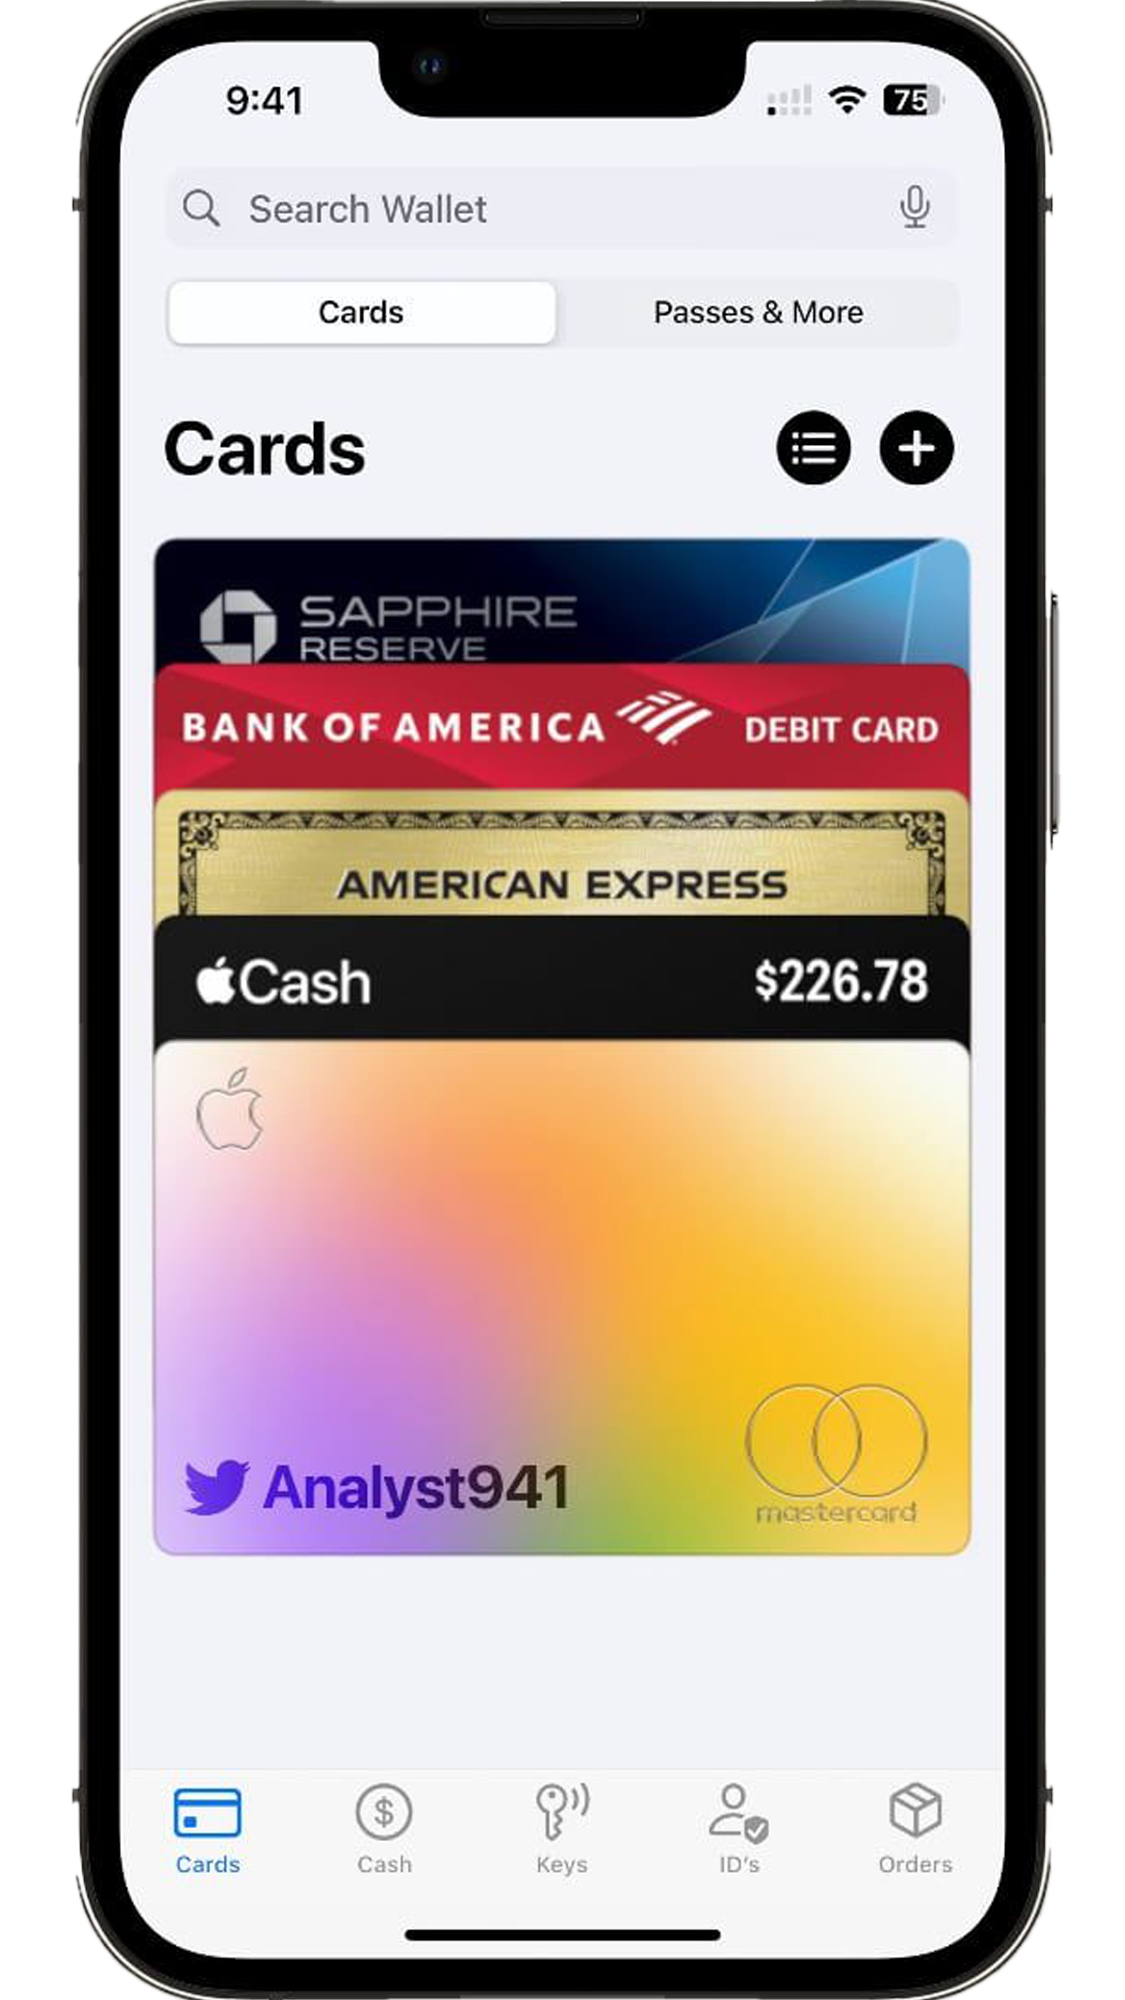 9:41
75
Search Wallet
Cards
Passes & More
Cards
SAPPHIRE
RESERVE
BANK OF AMERICA DEBIT CARD
AMERICAN EXPRESS
Cash $226.78
Analyst941
mastercard
Cards Cash Keys ID's Orders